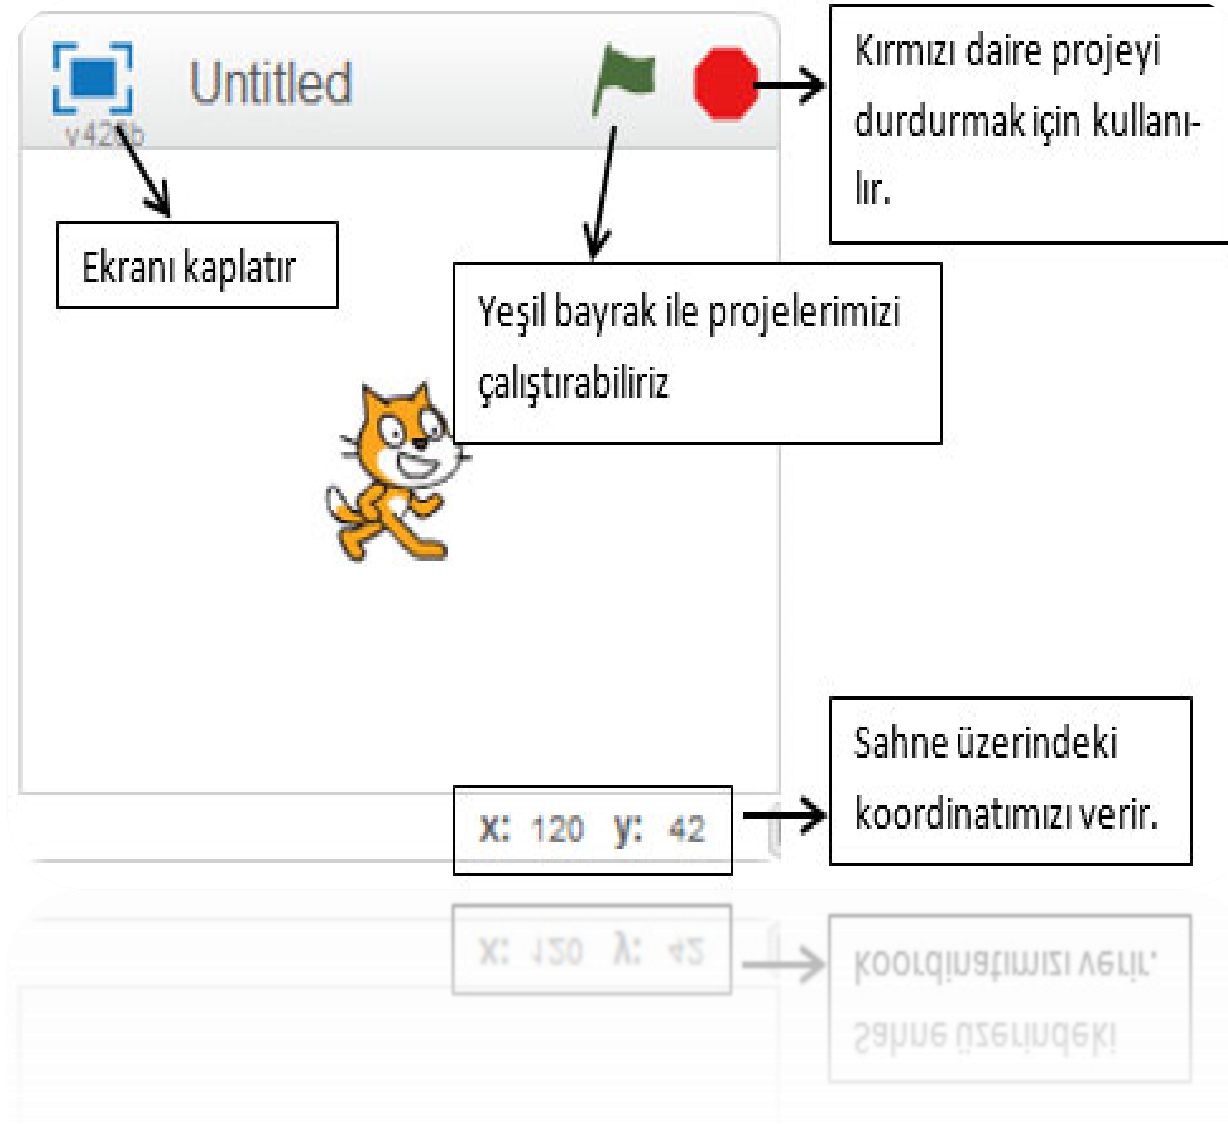 Untitled
v426b
Kırmızı daire projeyi
durdurmak için kullanı-
lır.
Ekranı kaplatır
Yeşil bayrak ile projelerimizi
çalıştırabiliriz
Sahne üzerindeki
koordinatımızı verir.
x: 120 y: 42